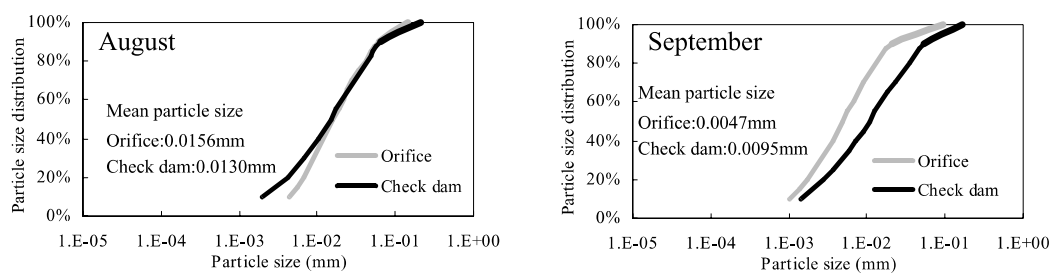 August
Particle size distribution
100%
80%
60%
40%
20%
0%
Mean particle size
Orifice:0.0156mm
Check dam:0.0130mm
Orifice
Check dam
1.E-05 1.E-04 1.E-03 1.E-02 1.E-01 1.E+00
Particle size (mm)
September
Particle size distribution
100%
80%
60%
40%
20%
0%
Mean particle size
Orifice:0.0047mm
Check dam:0.0095mm
Orifice
Check dam
1.E-05 1.E-04 1.E-03 1.E-02 1.E-01 1.E+00
Particle size (mm)